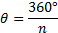 θ = 360° / n